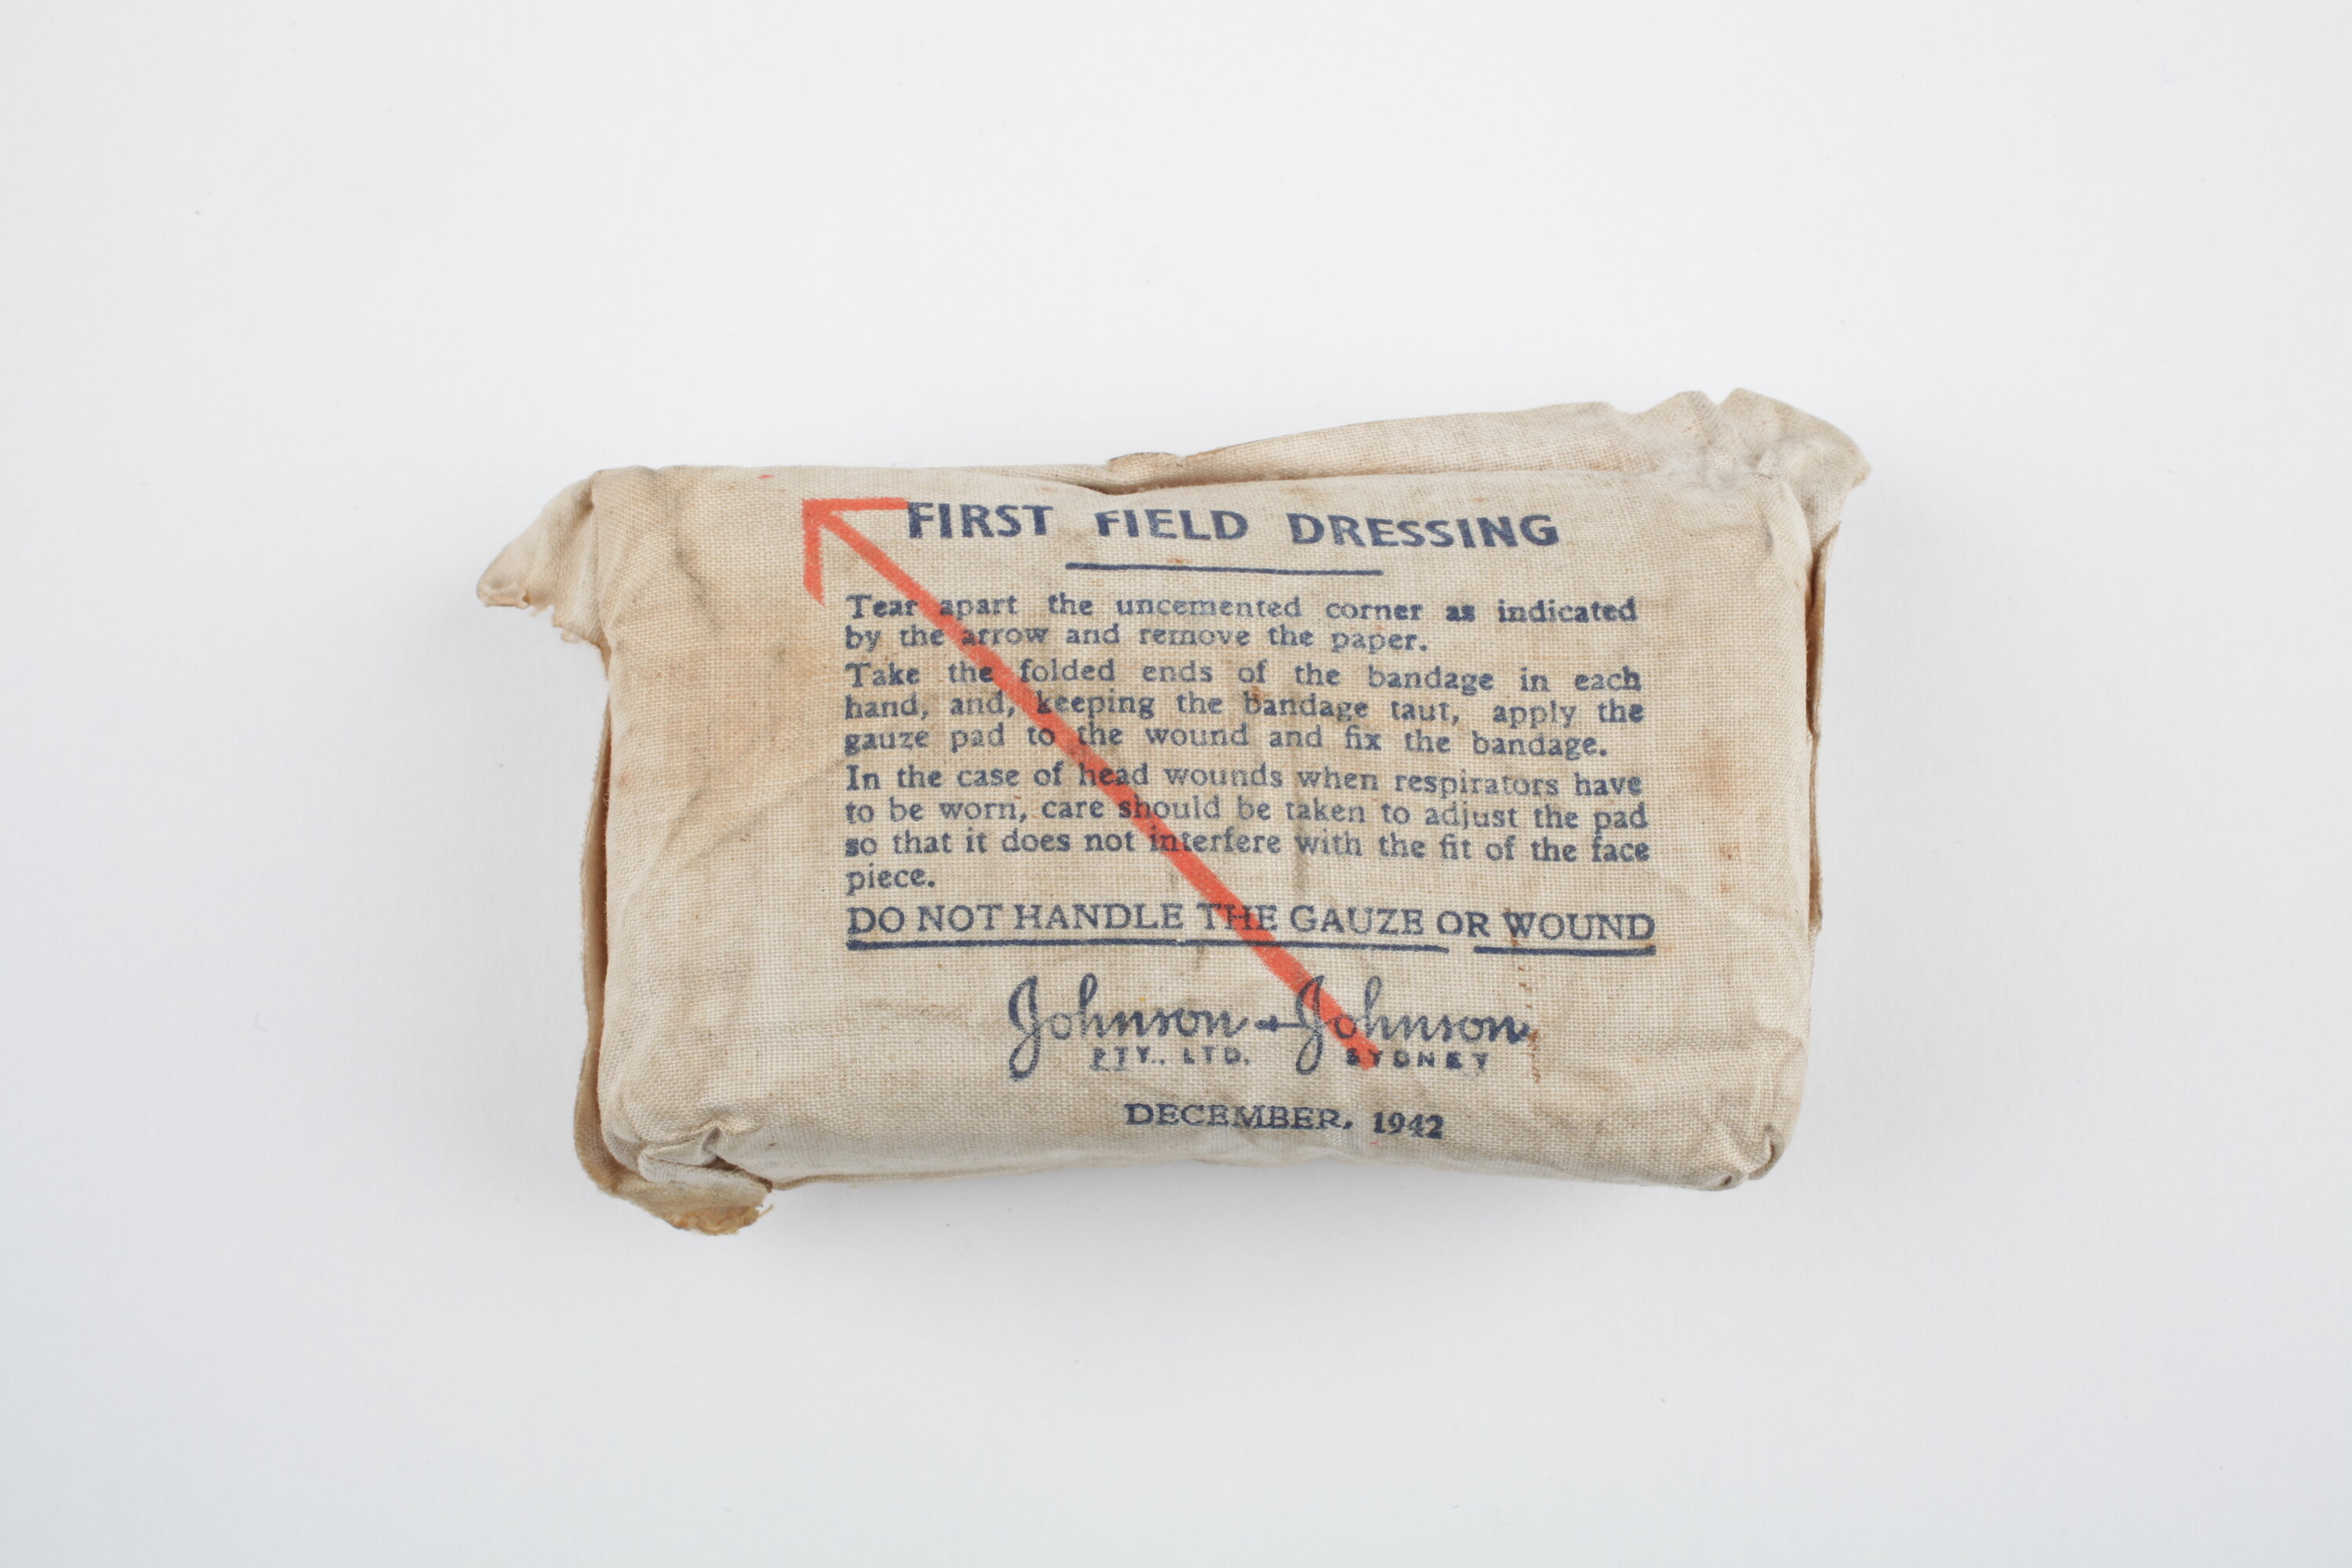 FIRST FIELD DRESSING
Tear apart the uncemented corner as indicated
by the arrow and remove the paper.
Take the folded ends of the bandage in each
hand, and, keeping the bandage taut, apply the
gauze pad to the wound and fix the bandage.
In the case of head wounds when respirators have
to be worn, care should be taken to adjust the pad
so that it does not interfere with the fit of the face
piece.
DO NOT HANDLE THE GAUZE OR WOUND
Johnson + Johnson
PTY., LTD. SYDNEY
DECEMBER, 1942